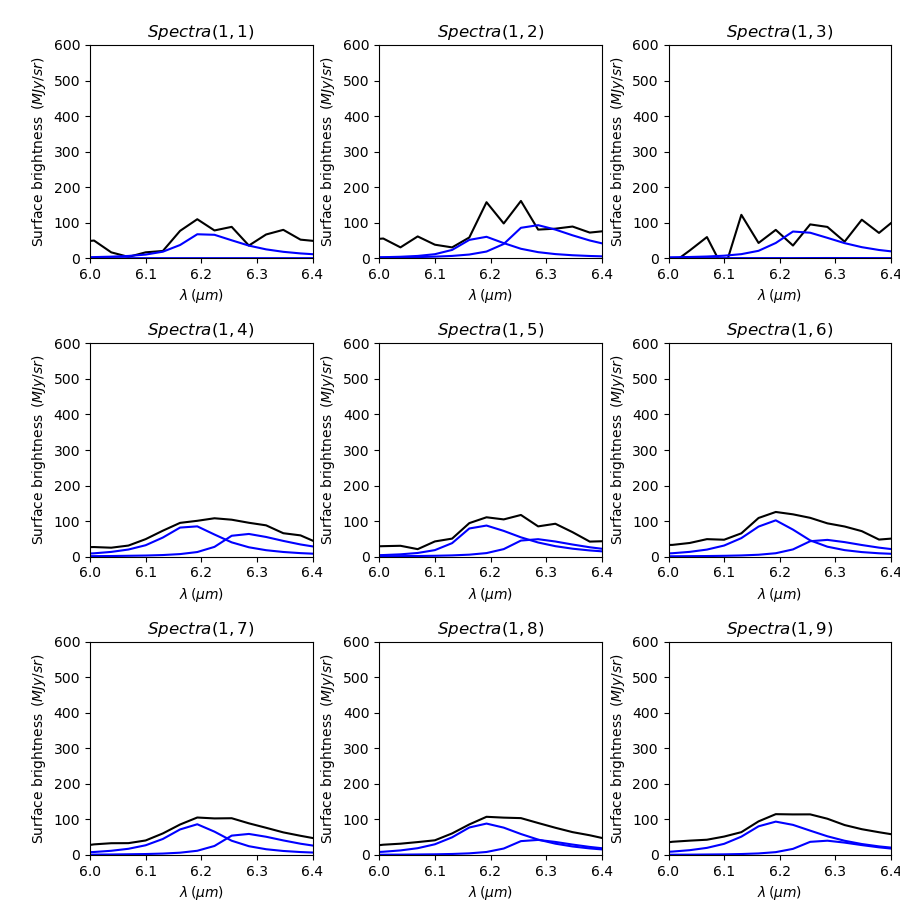 Spectra(1, 1) Spectra(1, 2) Spectra(1, 3)
Surface brightness (MJy/sr) Surface brightness (MJy/sr) Surface brightness (MJy/sr)
600 600 600
500 500 500
400 400 400
300 300 300
200 200 200
100 100 100
0 0 0
6.0 6.1 6.2 6.3 6.4 6.0 6.1 6.2 6.3 6.4 6.0 6.1 6.2 6.3 6.4
λ (μm) λ (μm) λ (μm)
Spectra(1, 4) Spectra(1, 5) Spectra(1, 6)
Surface brightness (MJy/sr) Surface brightness (MJy/sr) Surface brightness (MJy/sr)
600 600 600
500 500 500
400 400 400
300 300 300
200 200 200
100 100 100
0 0 0
6.0 6.1 6.2 6.3 6.4 6.0 6.1 6.2 6.3 6.4 6.0 6.1 6.2 6.3 6.4
λ (μm) λ (μm) λ (μm)
Spectra(1, 7) Spectra(1, 8) Spectra(1, 9)
Surface brightness (MJy/sr) Surface brightness (MJy/sr) Surface brightness (MJy/sr)
600 600 600
500 500 500
400 400 400
300 300 300
200 200 200
100 100 100
0 0 0
6.0 6.1 6.2 6.3 6.4 6.0 6.1 6.2 6.3 6.4 6.0 6.1 6.2 6.3 6.4
λ (μm) λ (μm) λ (μm)